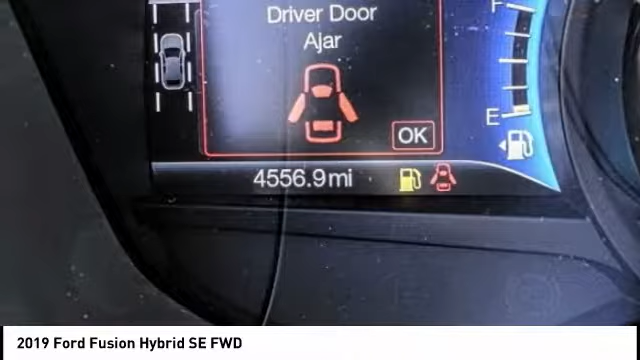 Driver Door
Ajar
F
E
OK
4556.9mi
2019 Ford Fusion Hybrid SE FWD